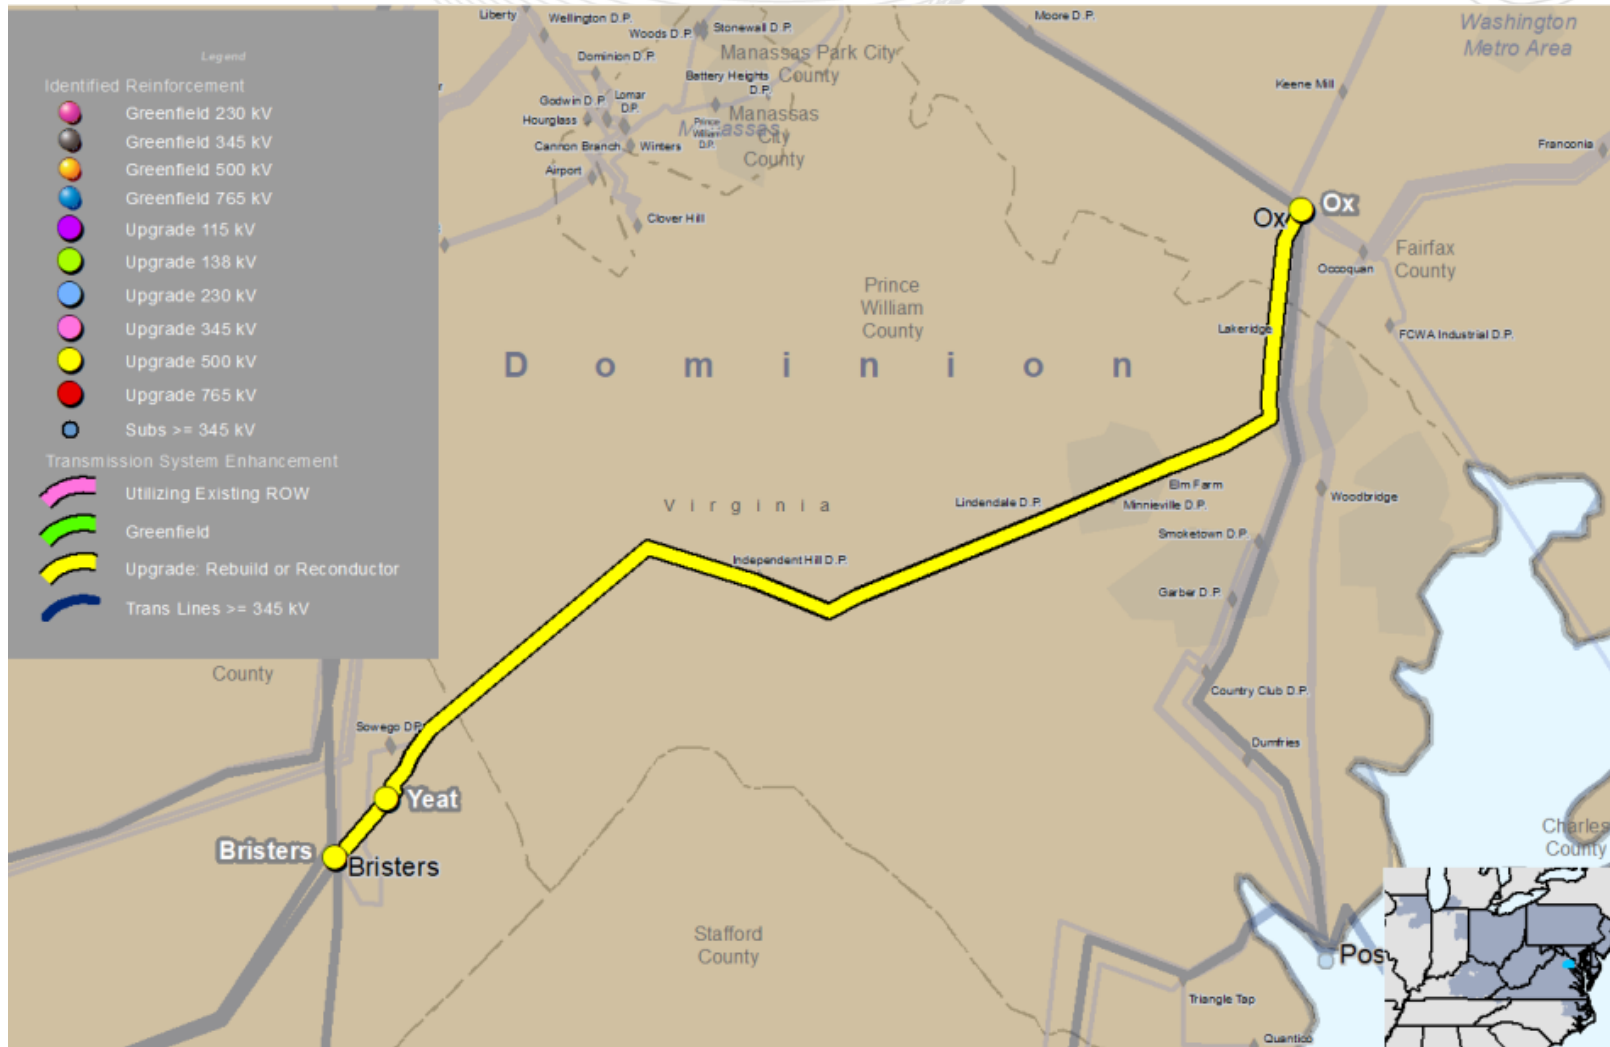 Legend
Identified Reinforcement
Greenfield 230 kV
Greenfield 345 kV
Greenfield 500 kV
Greenfield 765 kV
Upgrade 115 kV
Upgrade 138 kV
Upgrade 230 kV
Upgrade 345 kV
Upgrade 500 kV
Upgrade 765 kV
Subs >= 345 kV
Transmission System Enhancement
Utilizing Existing ROW
Greenfield
Upgrade: Rebuild or Reconductor
Trans Lines >= 345 kV
Liberty
Wellington D.P.
Woods D.P.
Stonewall D.P.
Moore D.P.
Washington
Metro Area
Manassas Park City
County
Dominion D.P.
Battery Heights
D.P.
Keene Mill
Godwin D.P.
Lomar
D.P.
Hourglass
Prince
William
D.P.
Manassas
Manassas
City
County
Cannon Branch
Winters
Airport
Franconia
Clover Hill
Ox
Ox
Fairfax
County
Occoquan
Prince
William
County
Lakeridge
FCWA Industrial D.P.
Dominion
Virginia
Lindendale D.P.
Elm Farm
Minnieville D.P.
Woodbridge
Smoketown D.P.
Independent Hill D.P.
Garber D.P.
County
Country Club D.P.
Sowego D.P.
Dumfries
Yeat
Bristers
Bristers
Charles
County
Stafford
County
Pos
Triangle Tap
Quantico